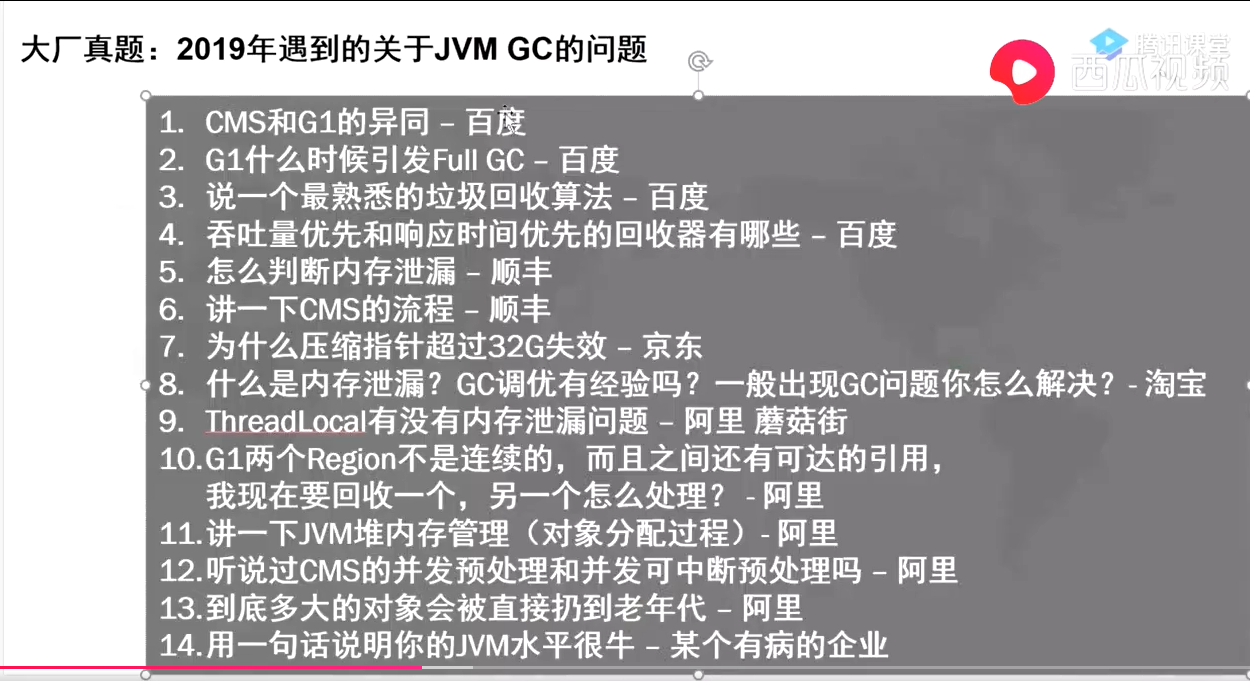 大厂真题：2019年遇到的关于JVM GC的问题
腾讯课堂
西瓜视频
1. CMS和G1的异同 – 百度
2. G1什么时候引发Full GC – 百度
3. 说一个最熟悉的垃圾回收算法 – 百度
4. 吞吐量优先和响应时间优先的回收器有哪些 – 百度
5. 怎么判断内存泄漏 – 顺丰
6. 讲一下CMS的流程 – 顺丰
7. 为什么压缩指针超过32G失效 – 京东
8. 什么是内存泄漏？GC调优有经验吗？一般出现GC问题你怎么解决？- 淘宝
9. ThreadLocal有没有内存泄漏问题 – 阿里 蘑菇街
10.G1两个Region不是连续的，而且之间还有可达的引用，
我现在要回收一个，另一个怎么处理？ - 阿里
11.讲一下JVM堆内存管理（对象分配过程）- 阿里
12.听说过CMS的并发预处理和并发可中断预处理吗 – 阿里
13.到底多大的对象会被直接扔到老年代 – 阿里
14.用一句话说明你的JVM水平很牛 – 某个有病的企业